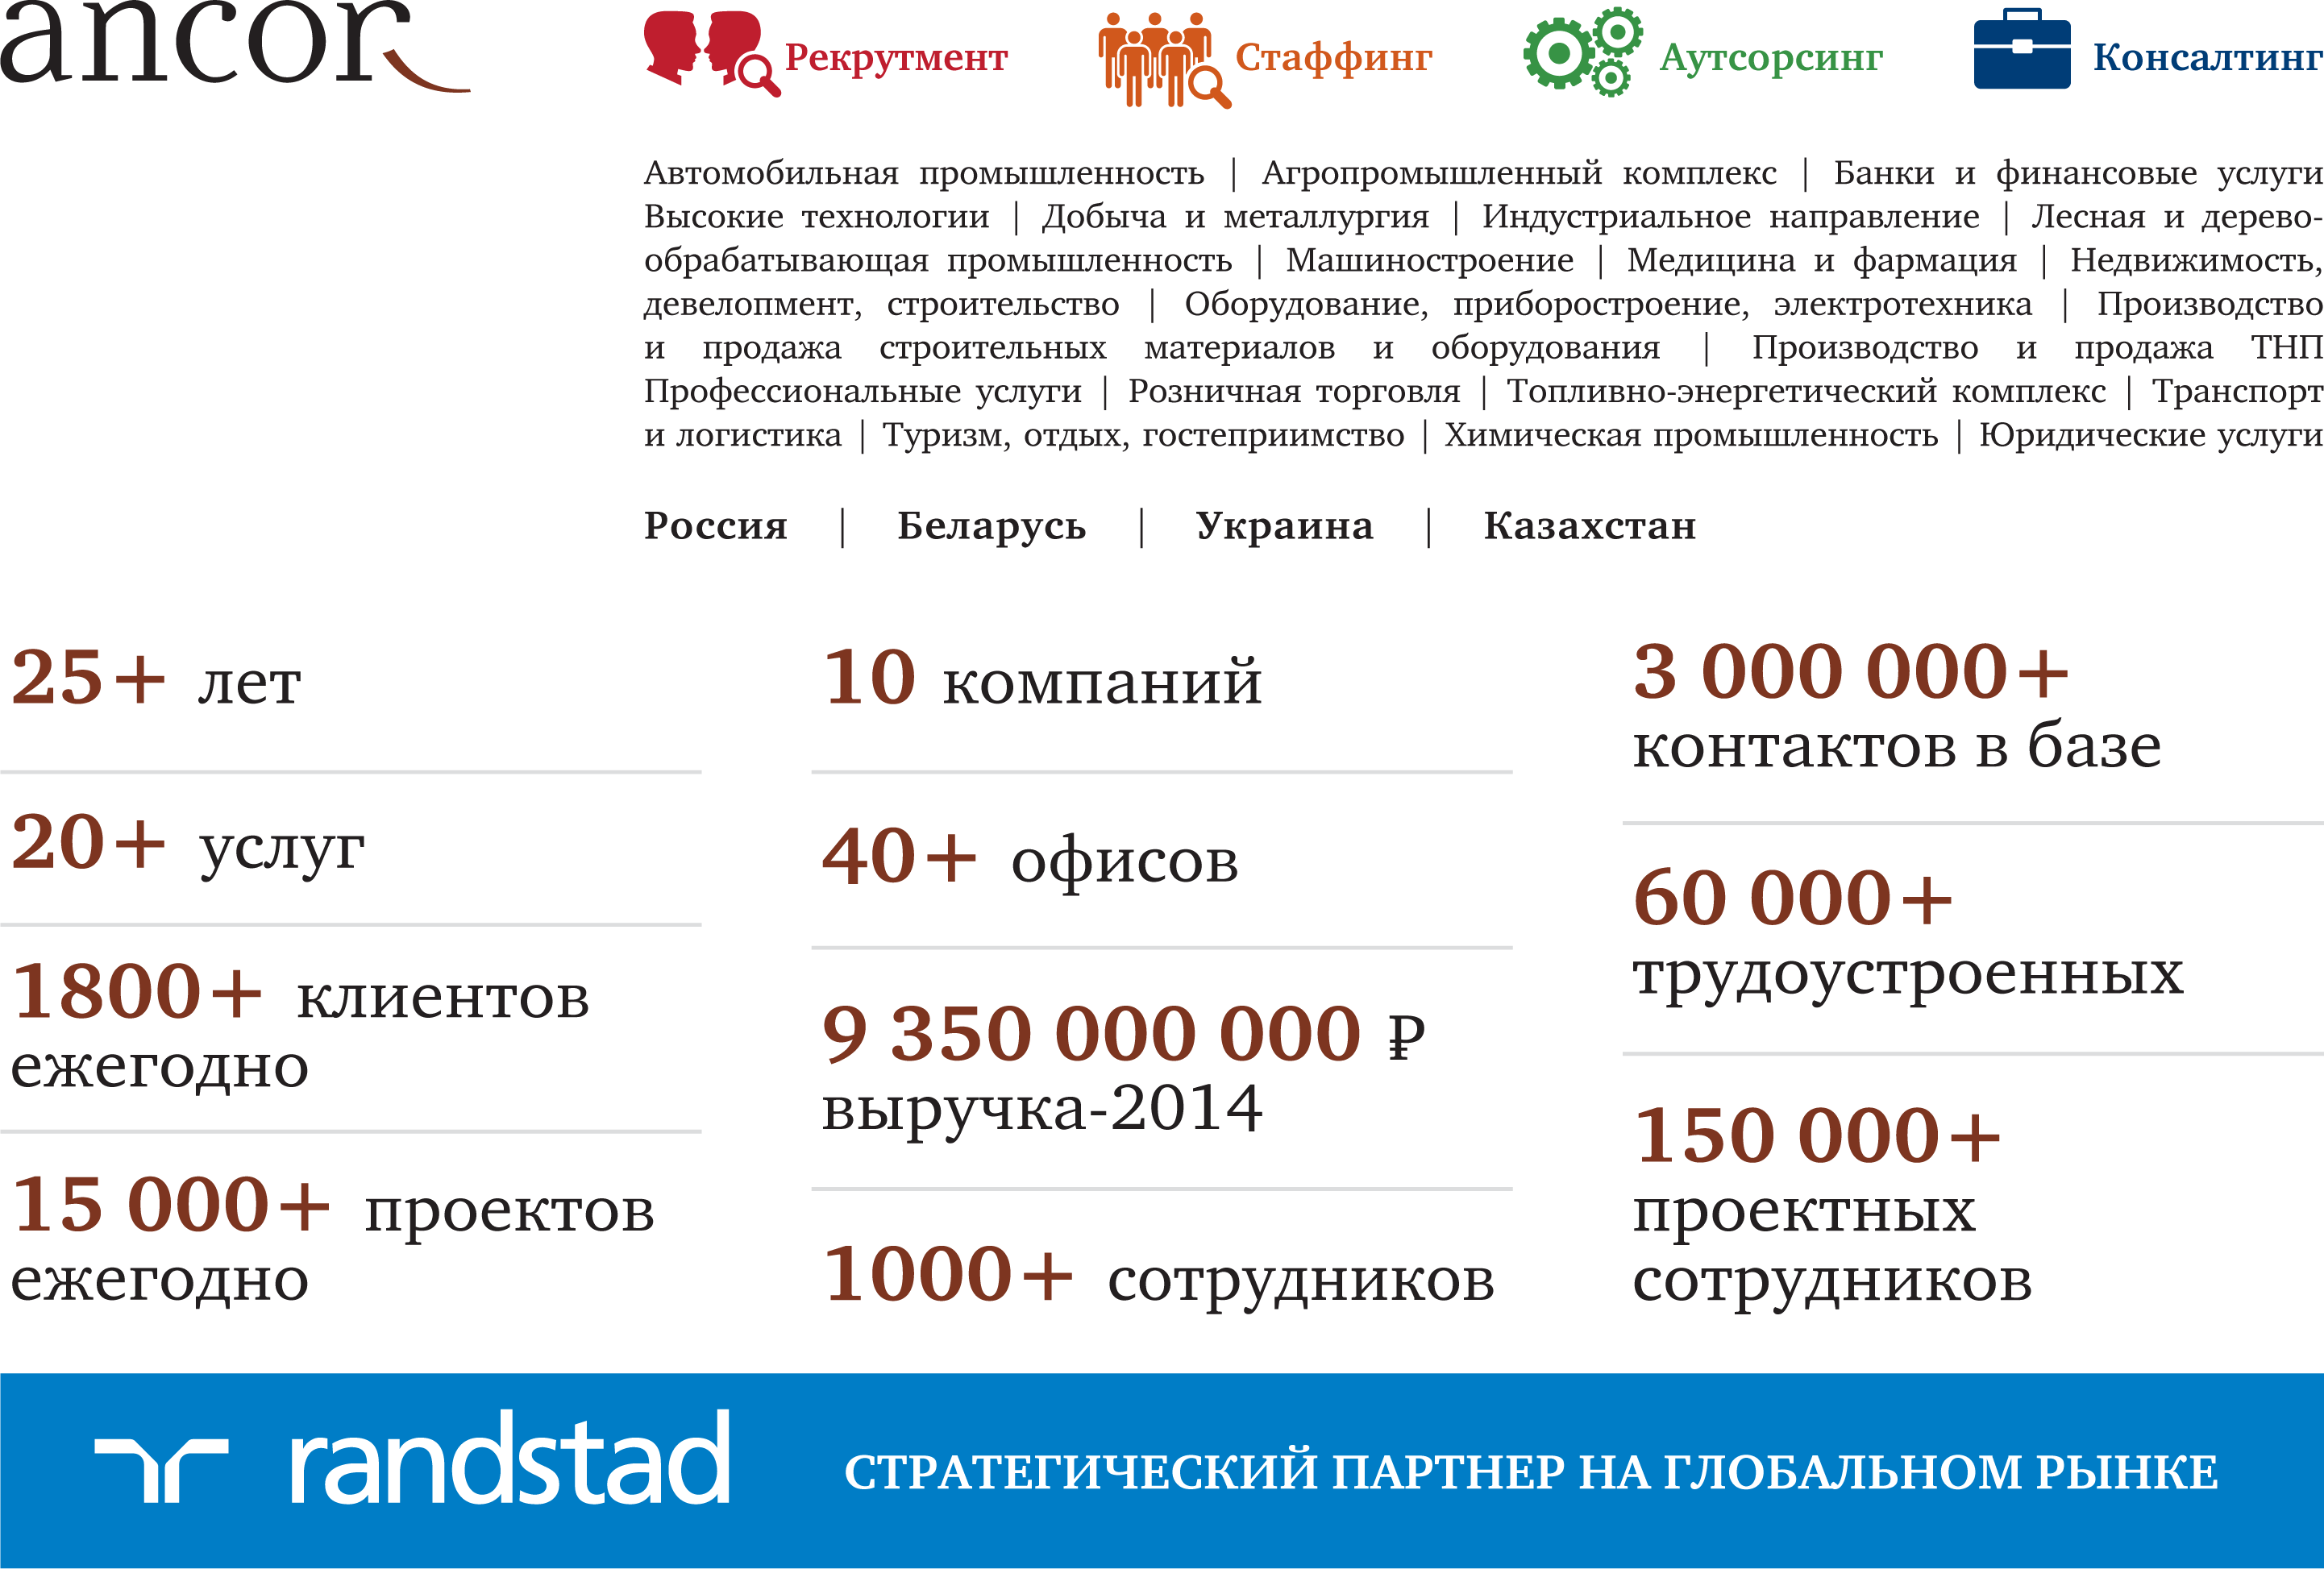 ancor
Рекрутмент
Стаффинг
Аутсорсинг
Консалтинг
Автомобильная промышленность | Агропромышленный комплекс | Банки и финансовые услуги
Высокие технологии | Добыча и металлургия | Индустриальное направление | Лесная и дерево-
обрабатывающая промышленность | Машиностроение | Медицина и фармация | Недвижимость,
девелопмент, строительство | Оборудование, приборостроение, электротехника | Производство
и продажа строительных материалов и оборудования | Производство и продажа ТНП
Профессиональные услуги | Розничная торговля | Топливно-энергетический комплекс | Транспорт
и логистика | Туризм, отдых, гостеприимство | Химическая промышленность | Юридические услуги
Россия | Беларусь | Украина | Казахстан
25+ лет
20+ услуг
1800+ клиентов
ежегодно
15 000+ проектов
ежегодно
10 компаний
40+ офисов
9 350 000 000 ₽
выручка-2014
1000+ сотрудников
3 000 000+
контактов в базе
60 000+
трудоустроенных
150 000+
проектных
сотрудников
randstad
СТРАТЕГИЧЕСКИЙ ПАРТНЕР НА ГЛОБАЛЬНОМ РЫНКЕ